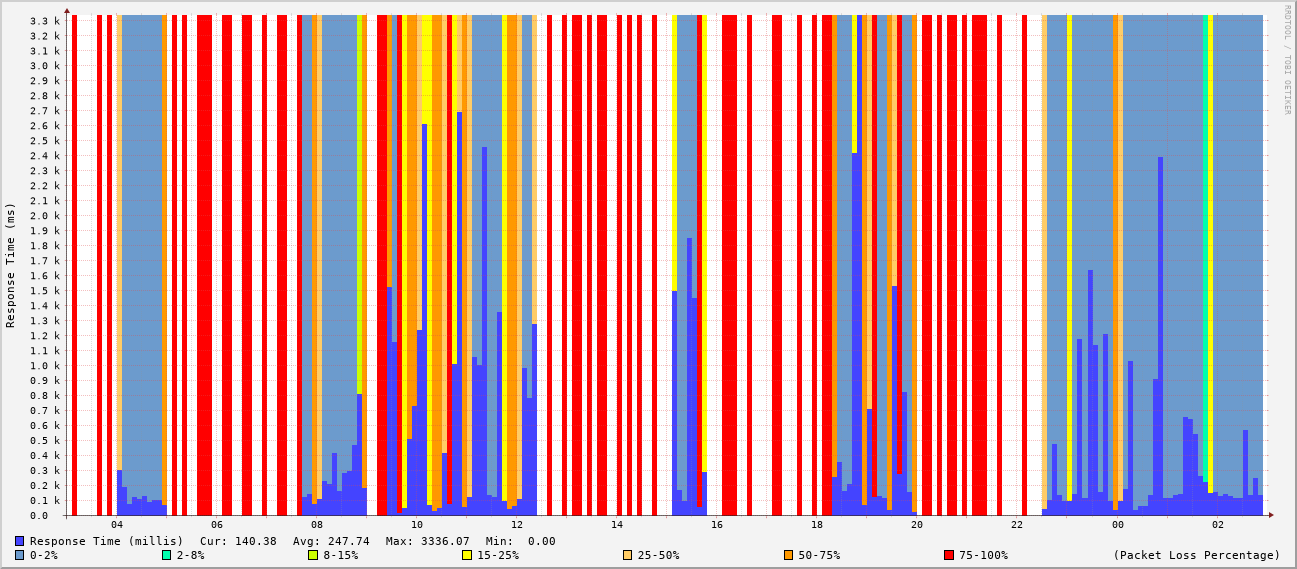 RRDTOOL / TOBI OETIKER
Response Time (ms)
3.3 k
3.2 k
3.1 k
3.0 k
2.9 k
2.8 k
2.7 k
2.6 k
2.5 k
2.4 k
2.3 k
2.2 k
2.1 k
2.0 k
1.9 k
1.8 k
1.7 k
1.6 k
1.5 k
1.4 k
1.3 k
1.2 k
1.1 k
1.0 k
0.9 k
0.8 k
0.7 k
0.6 k
0.5 k
0.4 k
0.3 k
0.2 k
0.1 k
0.0
04 06 08 10 12 14 16 18 20 22 00 02
Response Time (millis) Cur: 140.38 Avg: 247.74 Max: 3336.07 Min: 0.00
0-2% 2-8% 8-15% 15-25% 25-50% 50-75% 75-100% (Packet Loss Percentage)